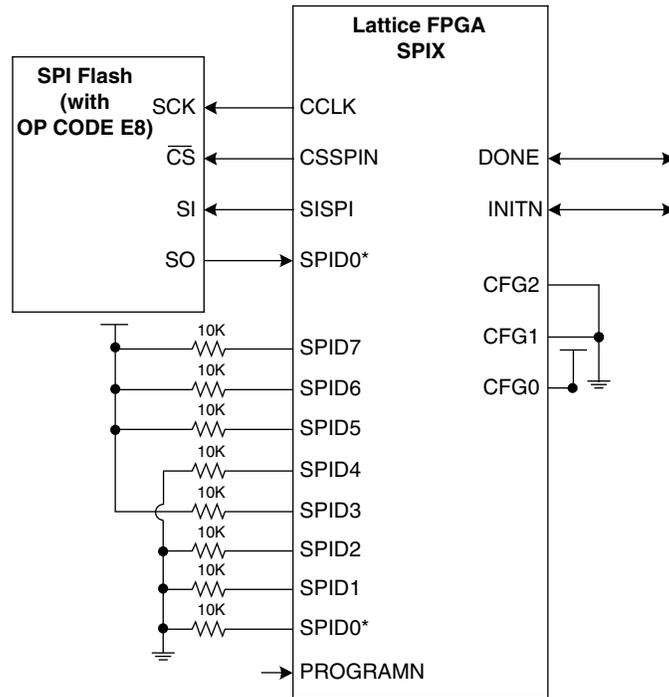 Lattice FPGA
SPIX
SPI Flash
(with
OP CODE E8)
SCK
CS
SI
SO
CCLK
CSSPIN
SISPI
SPID0*
DONE
INITN
CFG2
CFG1
CFG0
10K
SPID7
10K
SPID6
10K
SPID5
10K
SPID4
10K
SPID3
10K
SPID2
10K
SPID1
10K
SPID0*
PROGRAMN